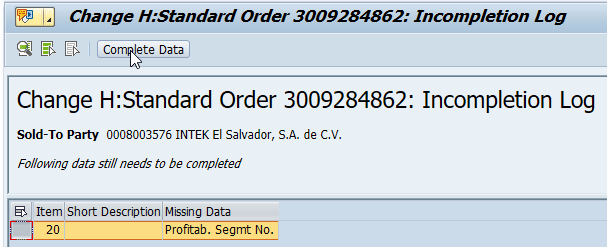 Change H:Standard Order 3009284862: Incompletion Log
Complete Data
Change H:Standard Order 3009284862: Incompletion Log
Sold-To Party 0008003576 INTEK El Salvador, S.A. de C.V.
Following data still needs to be completed
Item Short Description Missing Data
20 Profitab. Segmt No.